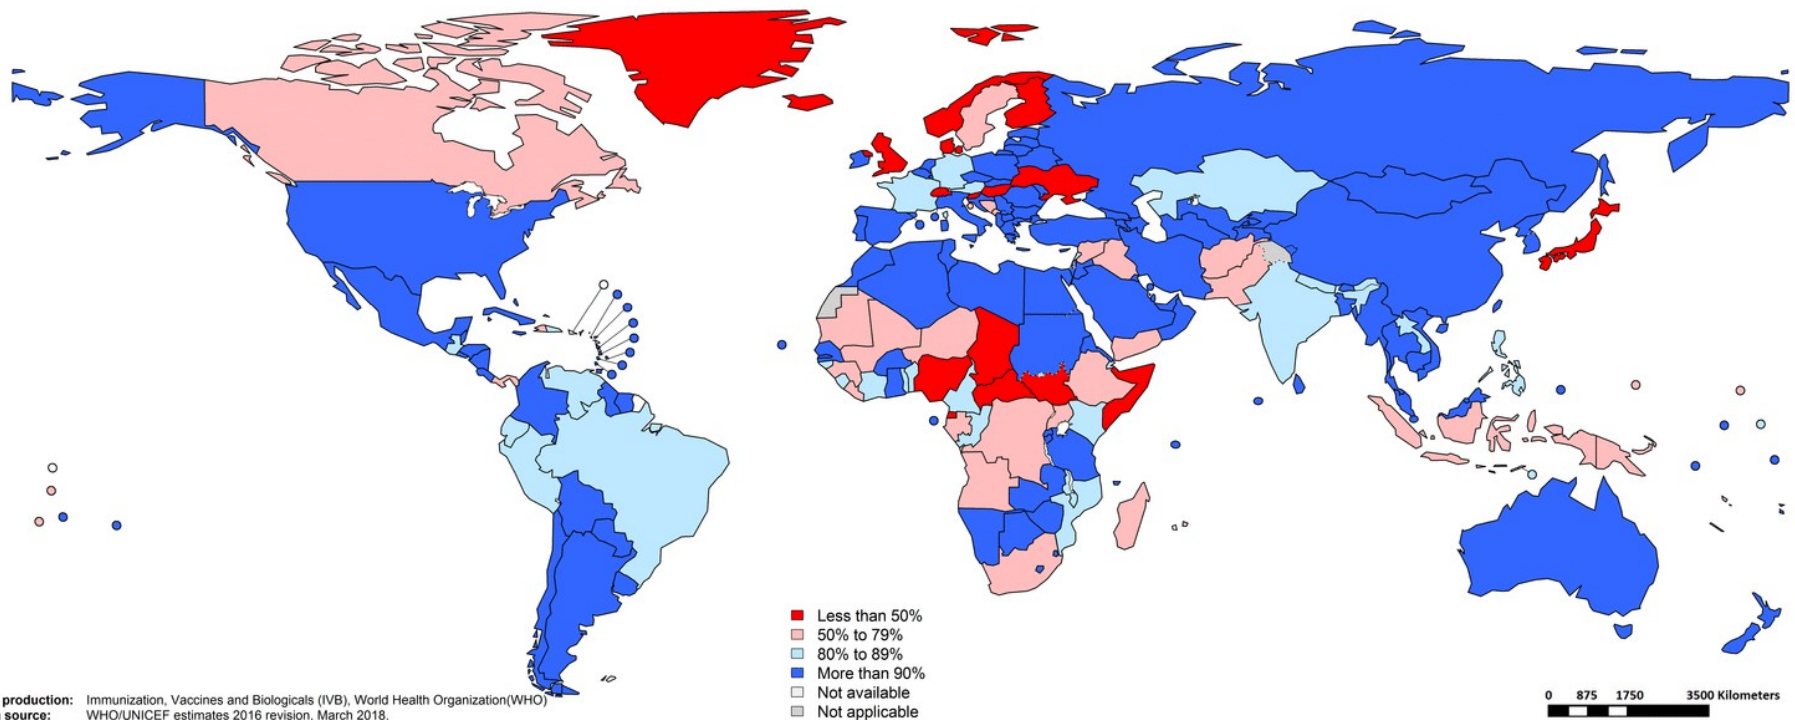 Less than 50%
50% to 79%
80% to 89%
More than 90%
Not available
Not applicable
production: Immunization, Vaccines and Biologicals (IVB), World Health Organization(WHO)
source: WHO/UNICEF estimates 2016 revision. March 2018.
0 875 1750 3500 Kilometers